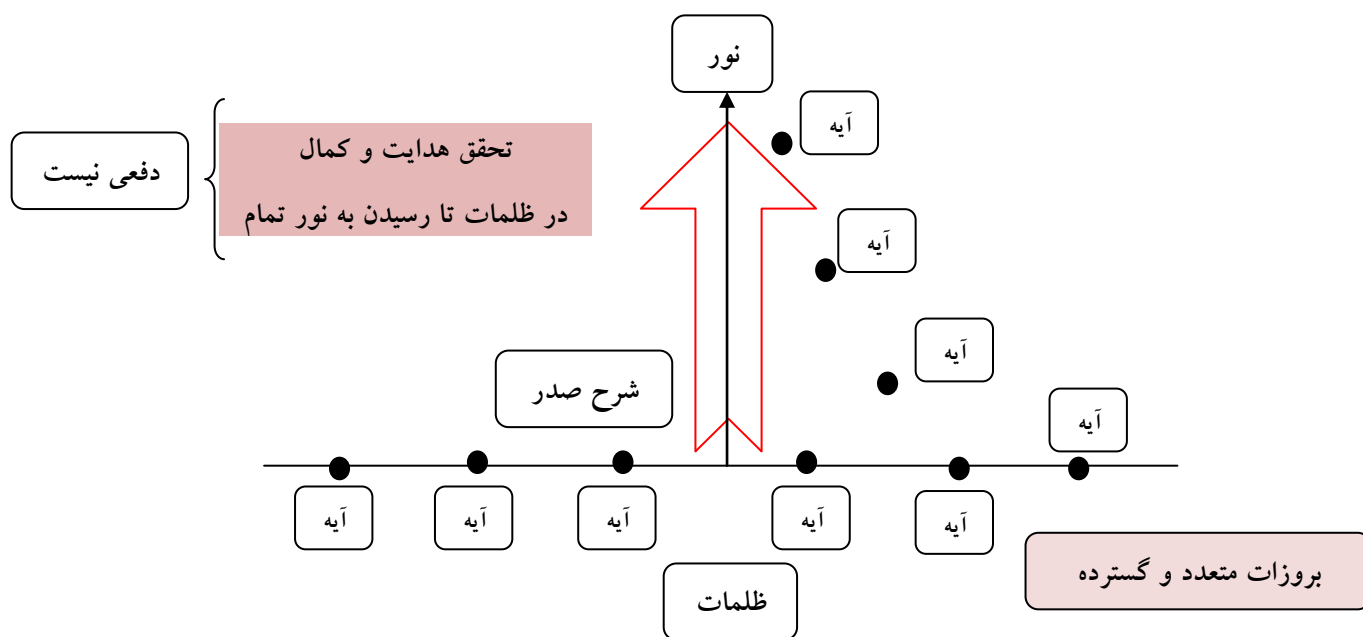 نور
آیه
تحقق هدایت و کمال
در ظلمات تا رسیدن به نور تمام
دفعی نیست
آیه
آیه
شرح صدر
آیه
آیه
آیه
آیه
آیه
آیه
بروزات متعدد و گسترده
ظلمات